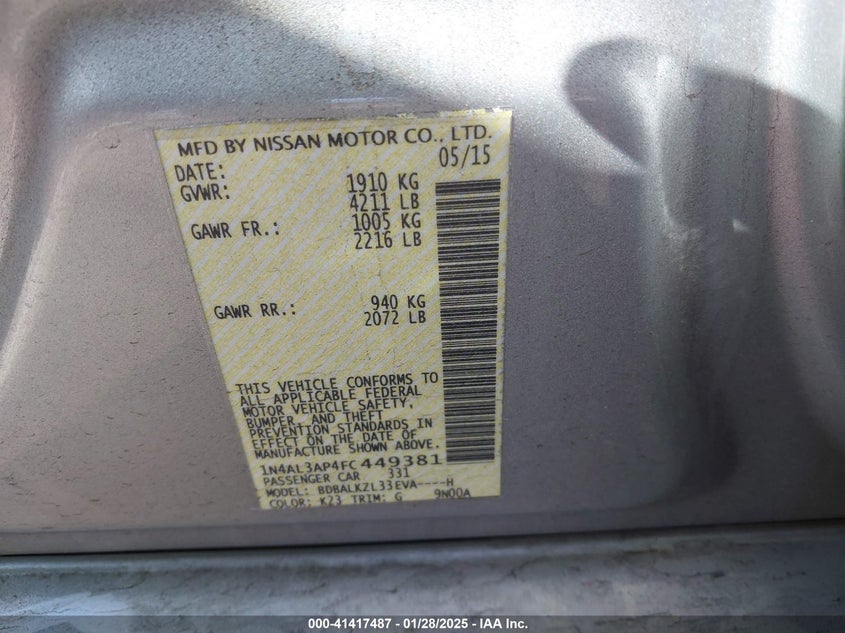 MFD BY NISSAN MOTOR CO., LTD.
DATE: 05/15
GVWR: 1910 KG
4211 LB
GAWR FR.: 1005 KG
2216 LB
GAWR RR.: 940 KG
2072 LB
THIS VEHICLE CONFORMS TO
ALL APPLICABLE FEDERAL
MOTOR VEHICLE SAFETY,
BUMPER, AND THEFT
PREVENTION STANDARDS IN
EFFECT ON THE DATE OF
MANUFACTURE SHOWN ABOVE.
1N4AL3AP4FC449381
PASSENGER CAR 331
MODEL: BDBALKZL33EVA----H
COLOR: K23 TRIM: G 9N00A
000-41417487 - 01/28/2025 - IAA Inc.